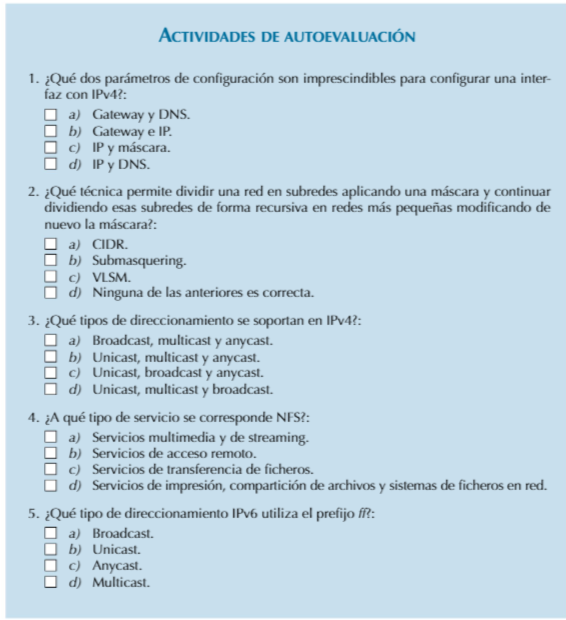 ACTIVIDADES DE AUTOEVALUACIÓN
1. ¿Qué dos parámetros de configuración son imprescindibles para configurar una inter-
faz con IPv4?:
a) Gateway y DNS.
b) Gateway e IP.
c) IP y máscara.
d) IP y DNS.
2. ¿Qué técnica permite dividir una red en subredes aplicando una máscara y continuar
dividiendo esas subredes de forma recursiva en redes más pequeñas modificando de
nuevo la máscara?:
a) CIDR.
b) Submasquering.
c) VLSM.
d) Ninguna de las anteriores es correcta.
3. ¿Qué tipos de direccionamiento se soportan en IPv4?:
a) Broadcast, multicast y anycast.
b) Unicast, multicast y anycast.
c) Unicast, broadcast y anycast.
d) Unicast, multicast y broadcast.
4. ¿A qué tipo de servicio se corresponde NFS?:
a) Servicios multimedia y de streaming.
b) Servicios de acceso remoto.
c) Servicios de transferencia de ficheros.
d) Servicios de impresión, compartición de archivos y sistemas de ficheros en red.
5. ¿Qué tipo de direccionamiento IPv6 utiliza el prefijo ff?:
a) Broadcast.
b) Unicast.
c) Anycast.
d) Multicast.